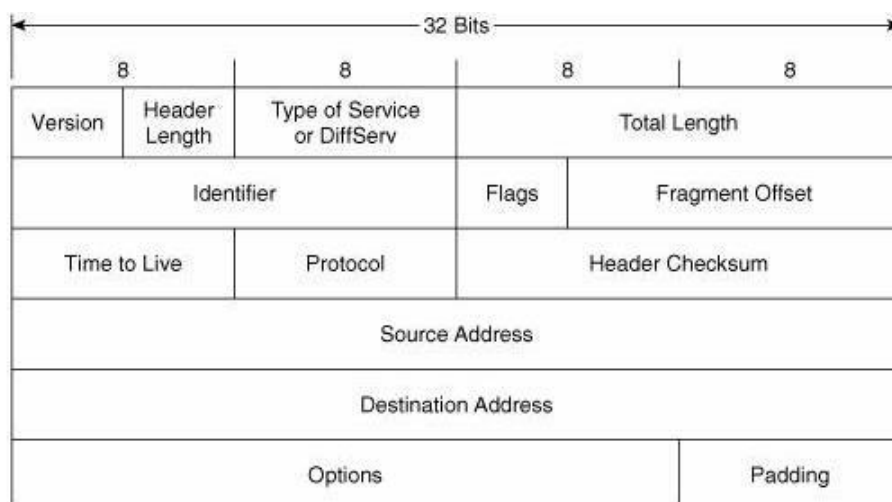 32 Bits
8 8 8 8
Version Header Length Type of Service or DiffServ Total Length
Identifier Flags Fragment Offset
Time to Live Protocol Header Checksum
Source Address
Destination Address
Options Padding